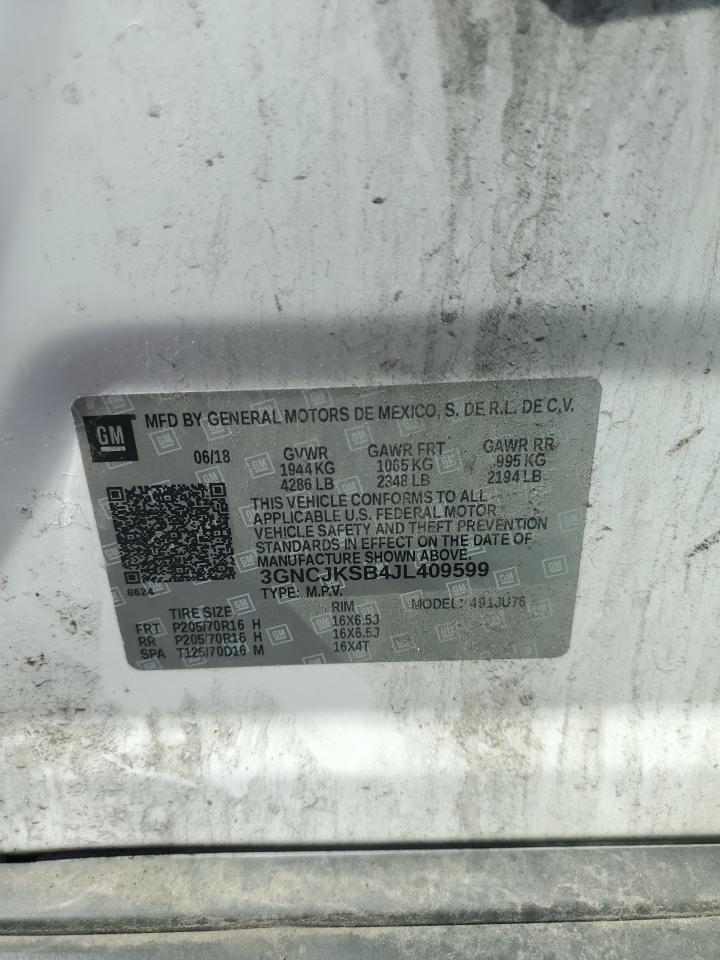 GM
MFD BY GENERAL MOTORS DE MEXICO, S. DE R.L. DE C.V.
06/18 GVWR GAWR FRT GAWR RR
1944 KG 1065 KG 995 KG
4286 LB 2348 LB 2194 LB
THIS VEHICLE CONFORMS TO ALL
APPLICABLE U.S. FEDERAL MOTOR
VEHICLE SAFETY AND THEFT PREVENTION
STANDARDS IN EFFECT ON THE DATE OF
MANUFACTURE SHOWN ABOVE.
3GNCJKSB4JL409599
8624
TYPE: M.P.V. MODEL: 491JU76
TIRE SIZE RIM
FRT P205/70R16 H 16X6.5J
RR P205/70R16 H 16X6.5J
SPA T125/70D16 M 16X4T